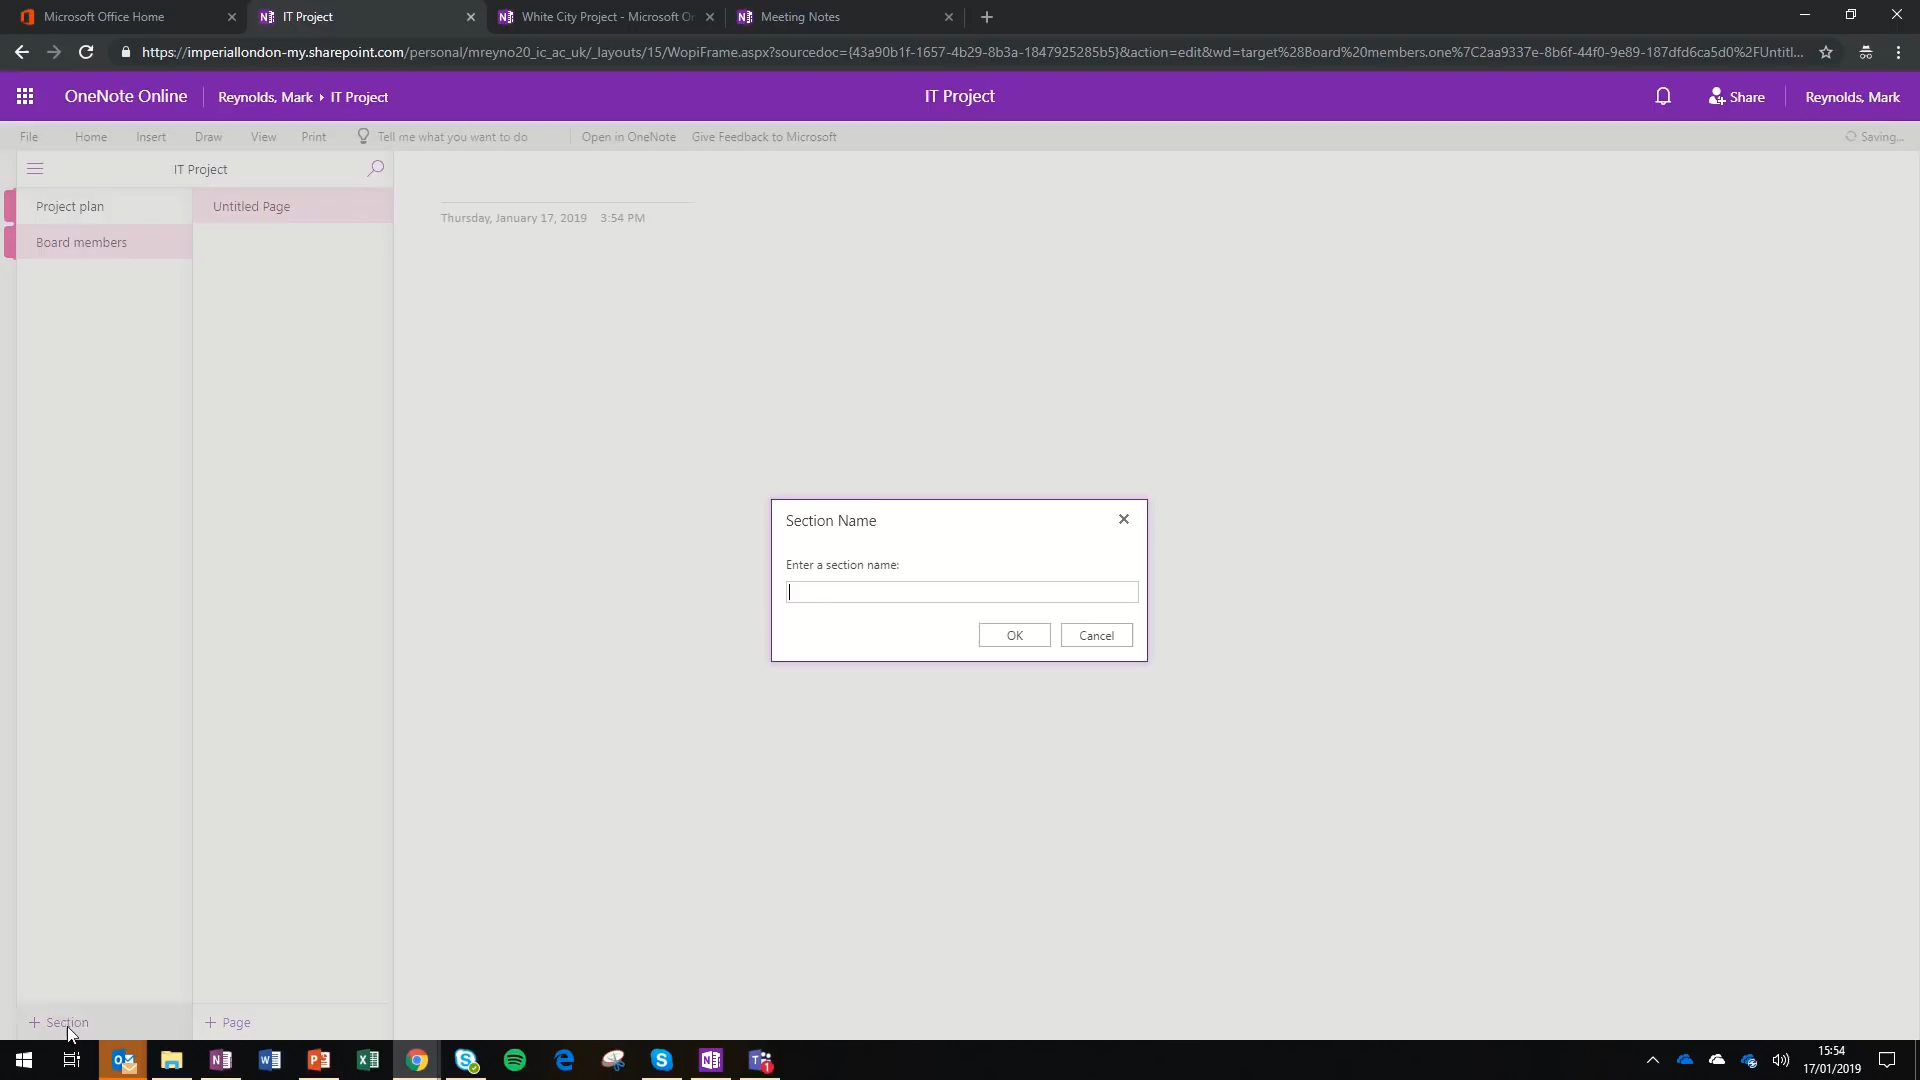 Microsoft Office Home
IT Project
White City Project - Microsoft Or
Meeting Notes
https://imperiallondon-my.sharepoint.com/personal/mreyno20_ic_ac_uk/_layouts/15/WopiFrame.aspx?sourcedoc={43a90b1f-1657-4b29-8b3a-1847925285b5}&action=edit&wd=target%28Board%20members.one%7C2aa9337e-8b6f-44f0-9e89-187dfd6ca5d0%2FUntitl...
OneNote Online
Reynolds, Mark ▸ IT Project
IT Project
Share
Reynolds, Mark
File
Home
Insert
Draw
View
Print
Tell me what you want to do
Open in OneNote
Give Feedback to Microsoft
Saving...
IT Project
Project plan
Untitled Page
Thursday, January 17, 2019 3:54 PM
Board members
Section Name
Enter a section name:
OK
Cancel
+ Section
+ Page
15:54
17/01/2019